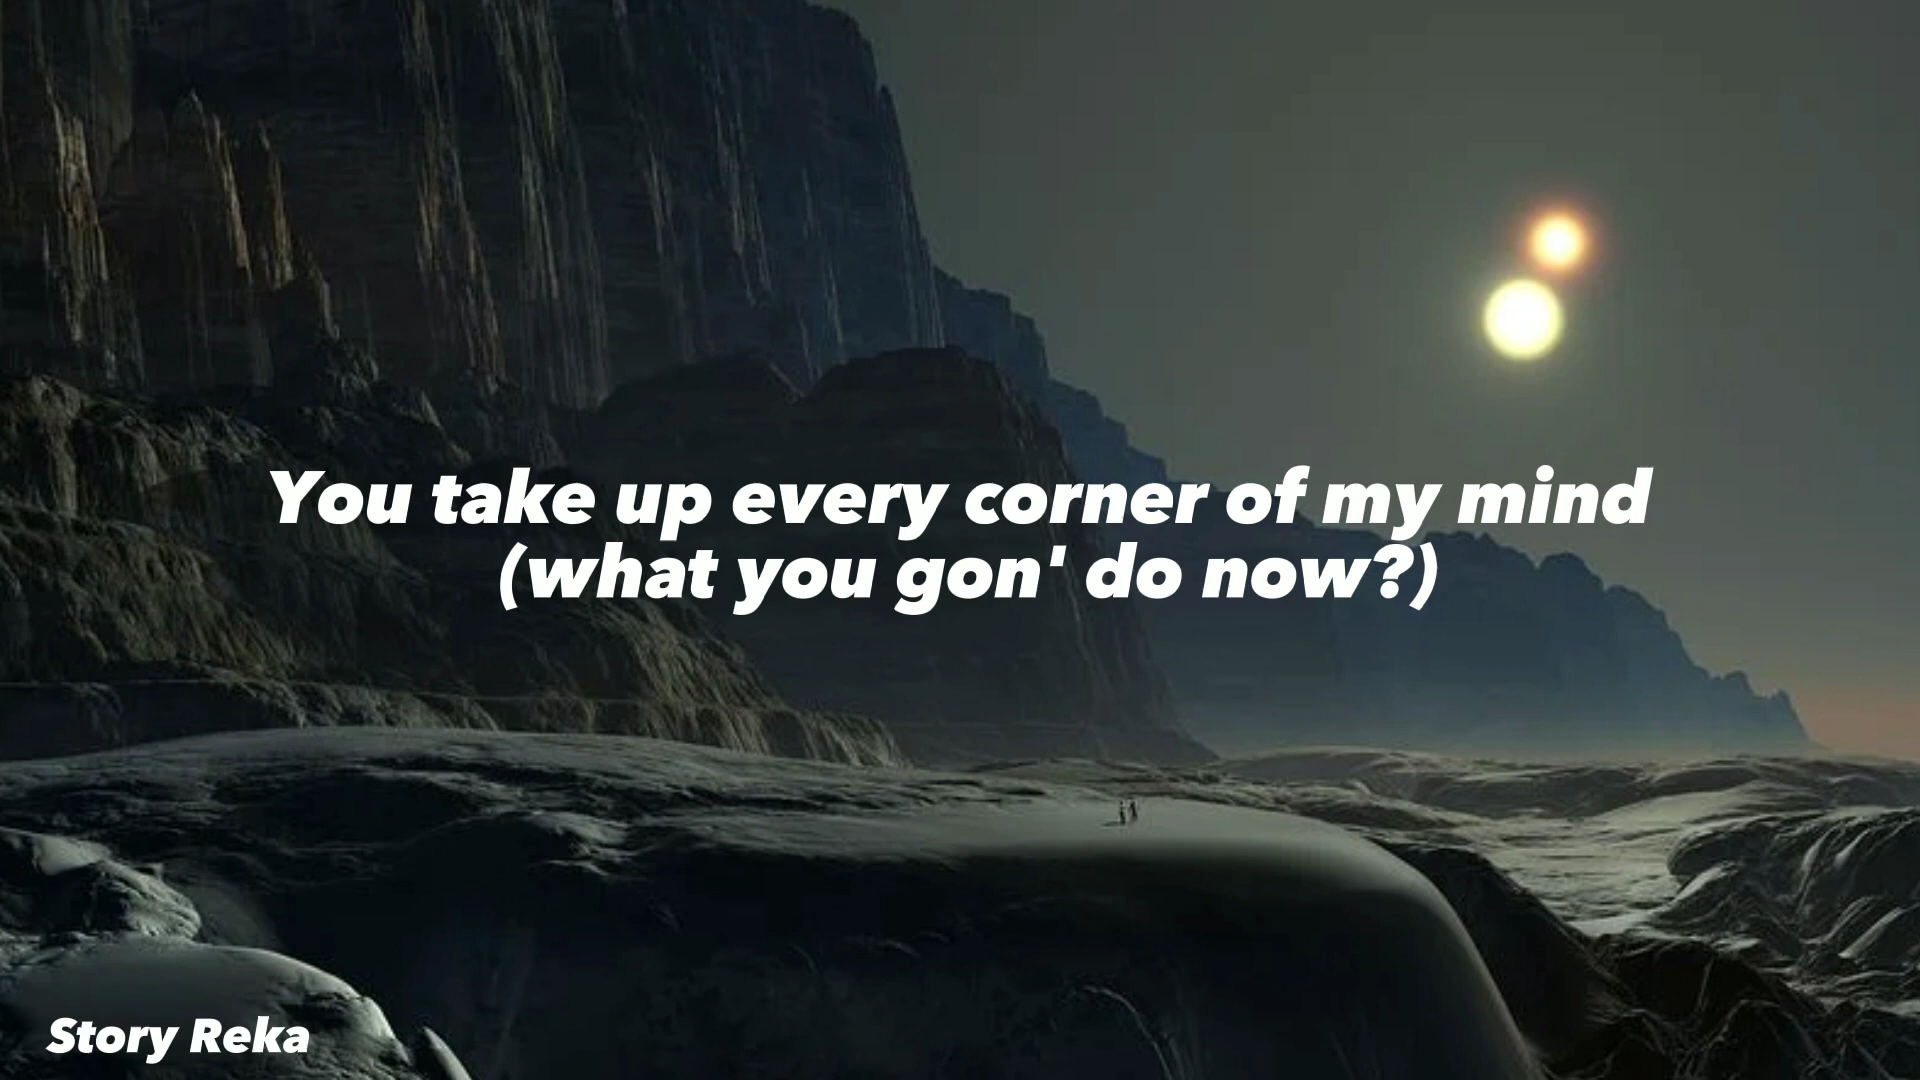 You take up every corner of my mind
(what you gon' do now?)
Story Reka